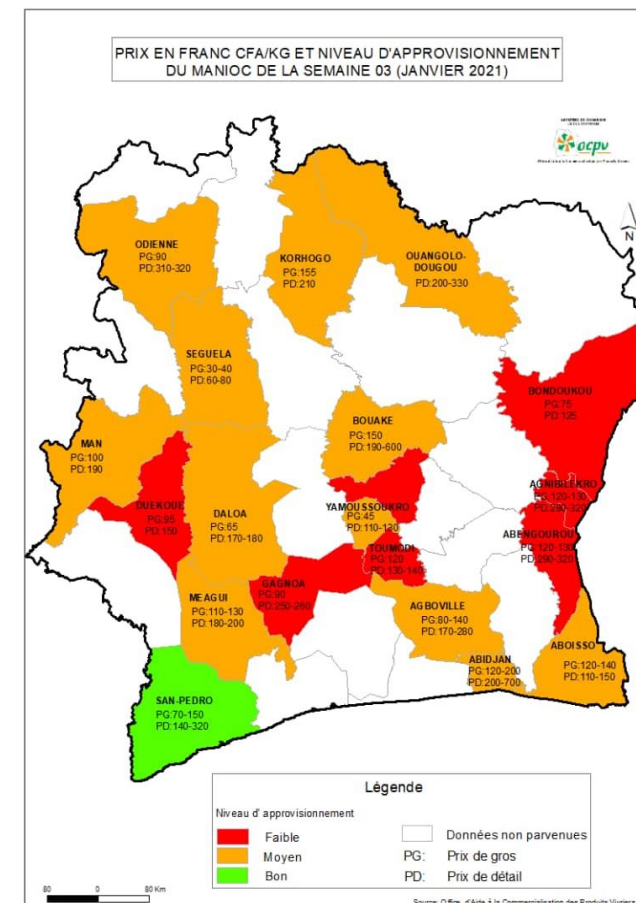 PRIX EN FRANC CFA/KG ET NIVEAU D'APPROVISIONNEMENT
DU MANIOC DE LA SEMAINE 03 (JANVIER 2021)
ocpv
N
ODIENNE
PG:90
PD:310-320
KORHOGO
PG:155
PD:210
OUANGOLO-
DOUGOU
PD:200-330
SEGUELA
PG:30-40
PD:60-80
BONDOUKOU
PG:75
PD:125
BOUAKE
PG:150
PD:190-600
MAN
PG:100
PD:190
DUEKOUE
PG:95
PD:150
DALOA
PG:65
PD:170-180
YAMOUSSOUKRO
PG:45
PD:110-120
AGNIBILEKRO
PG:120-130
PD:280-320
ABENGOUROU
PG:120-130
PD:290-320
TOUMODI
PG:120
PD:130-140
GAGNOA
PG:90
PD:250-260
MEAGUI
PG:110-130
PD:180-200
AGBOVILLE
PG:80-140
PD:170-280
ABOISSO
PG:120-140
PD:110-150
ABIDJAN
PG:120-200
PD:200-700
SAN-PEDRO
PG:70-150
PD:140-320
Légende
Niveau d' approvisionnement
Faible
Moyen
Bon
Données non parvenues
PG: Prix de gros
PD: Prix de détail
80 0 80 Km
Source: Office d'Aide à la Commercialisation des Produits Vivriers